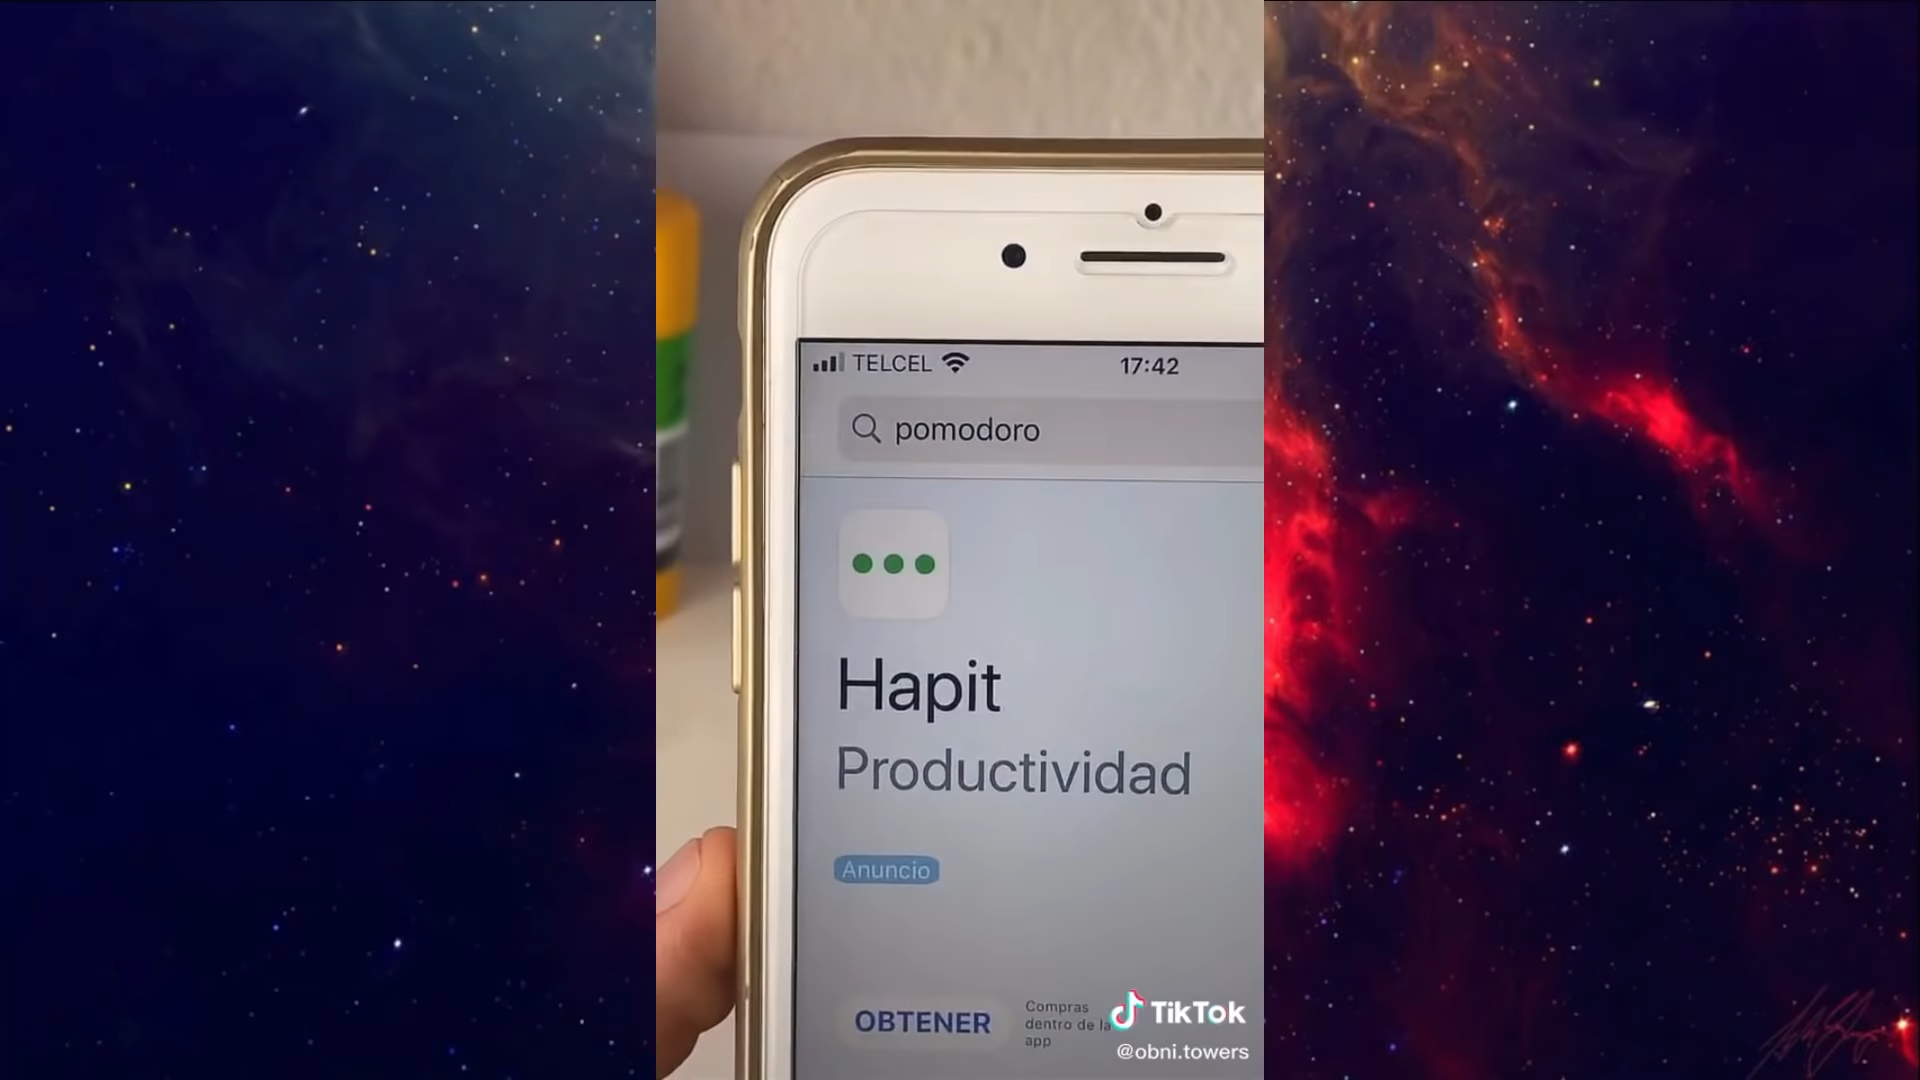 TELCEL 17:42
pomodoro
Hapit
Productividad
Anuncio
OBTENER
Compras
dentro de la
app
TikTok
@obni.towers